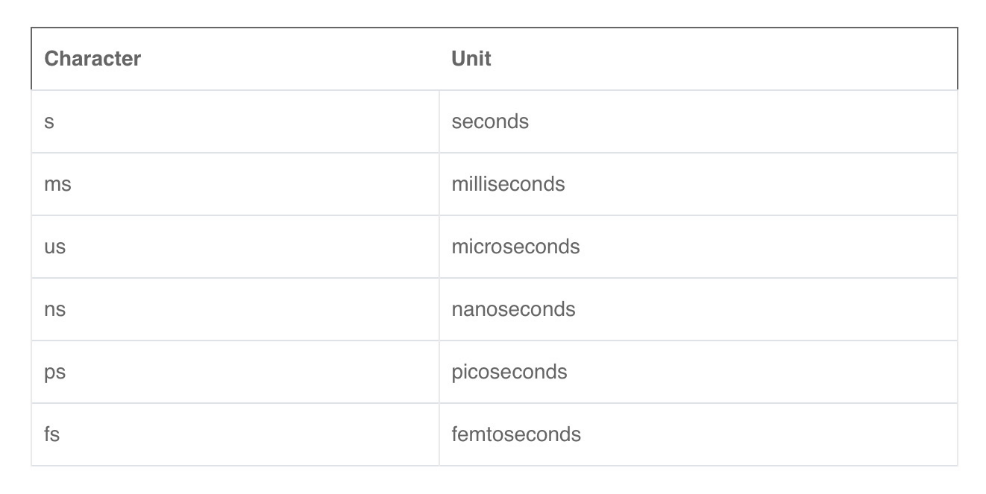 Character Unit
s seconds
ms milliseconds
us microseconds
ns nanoseconds
ps picoseconds
fs femtoseconds